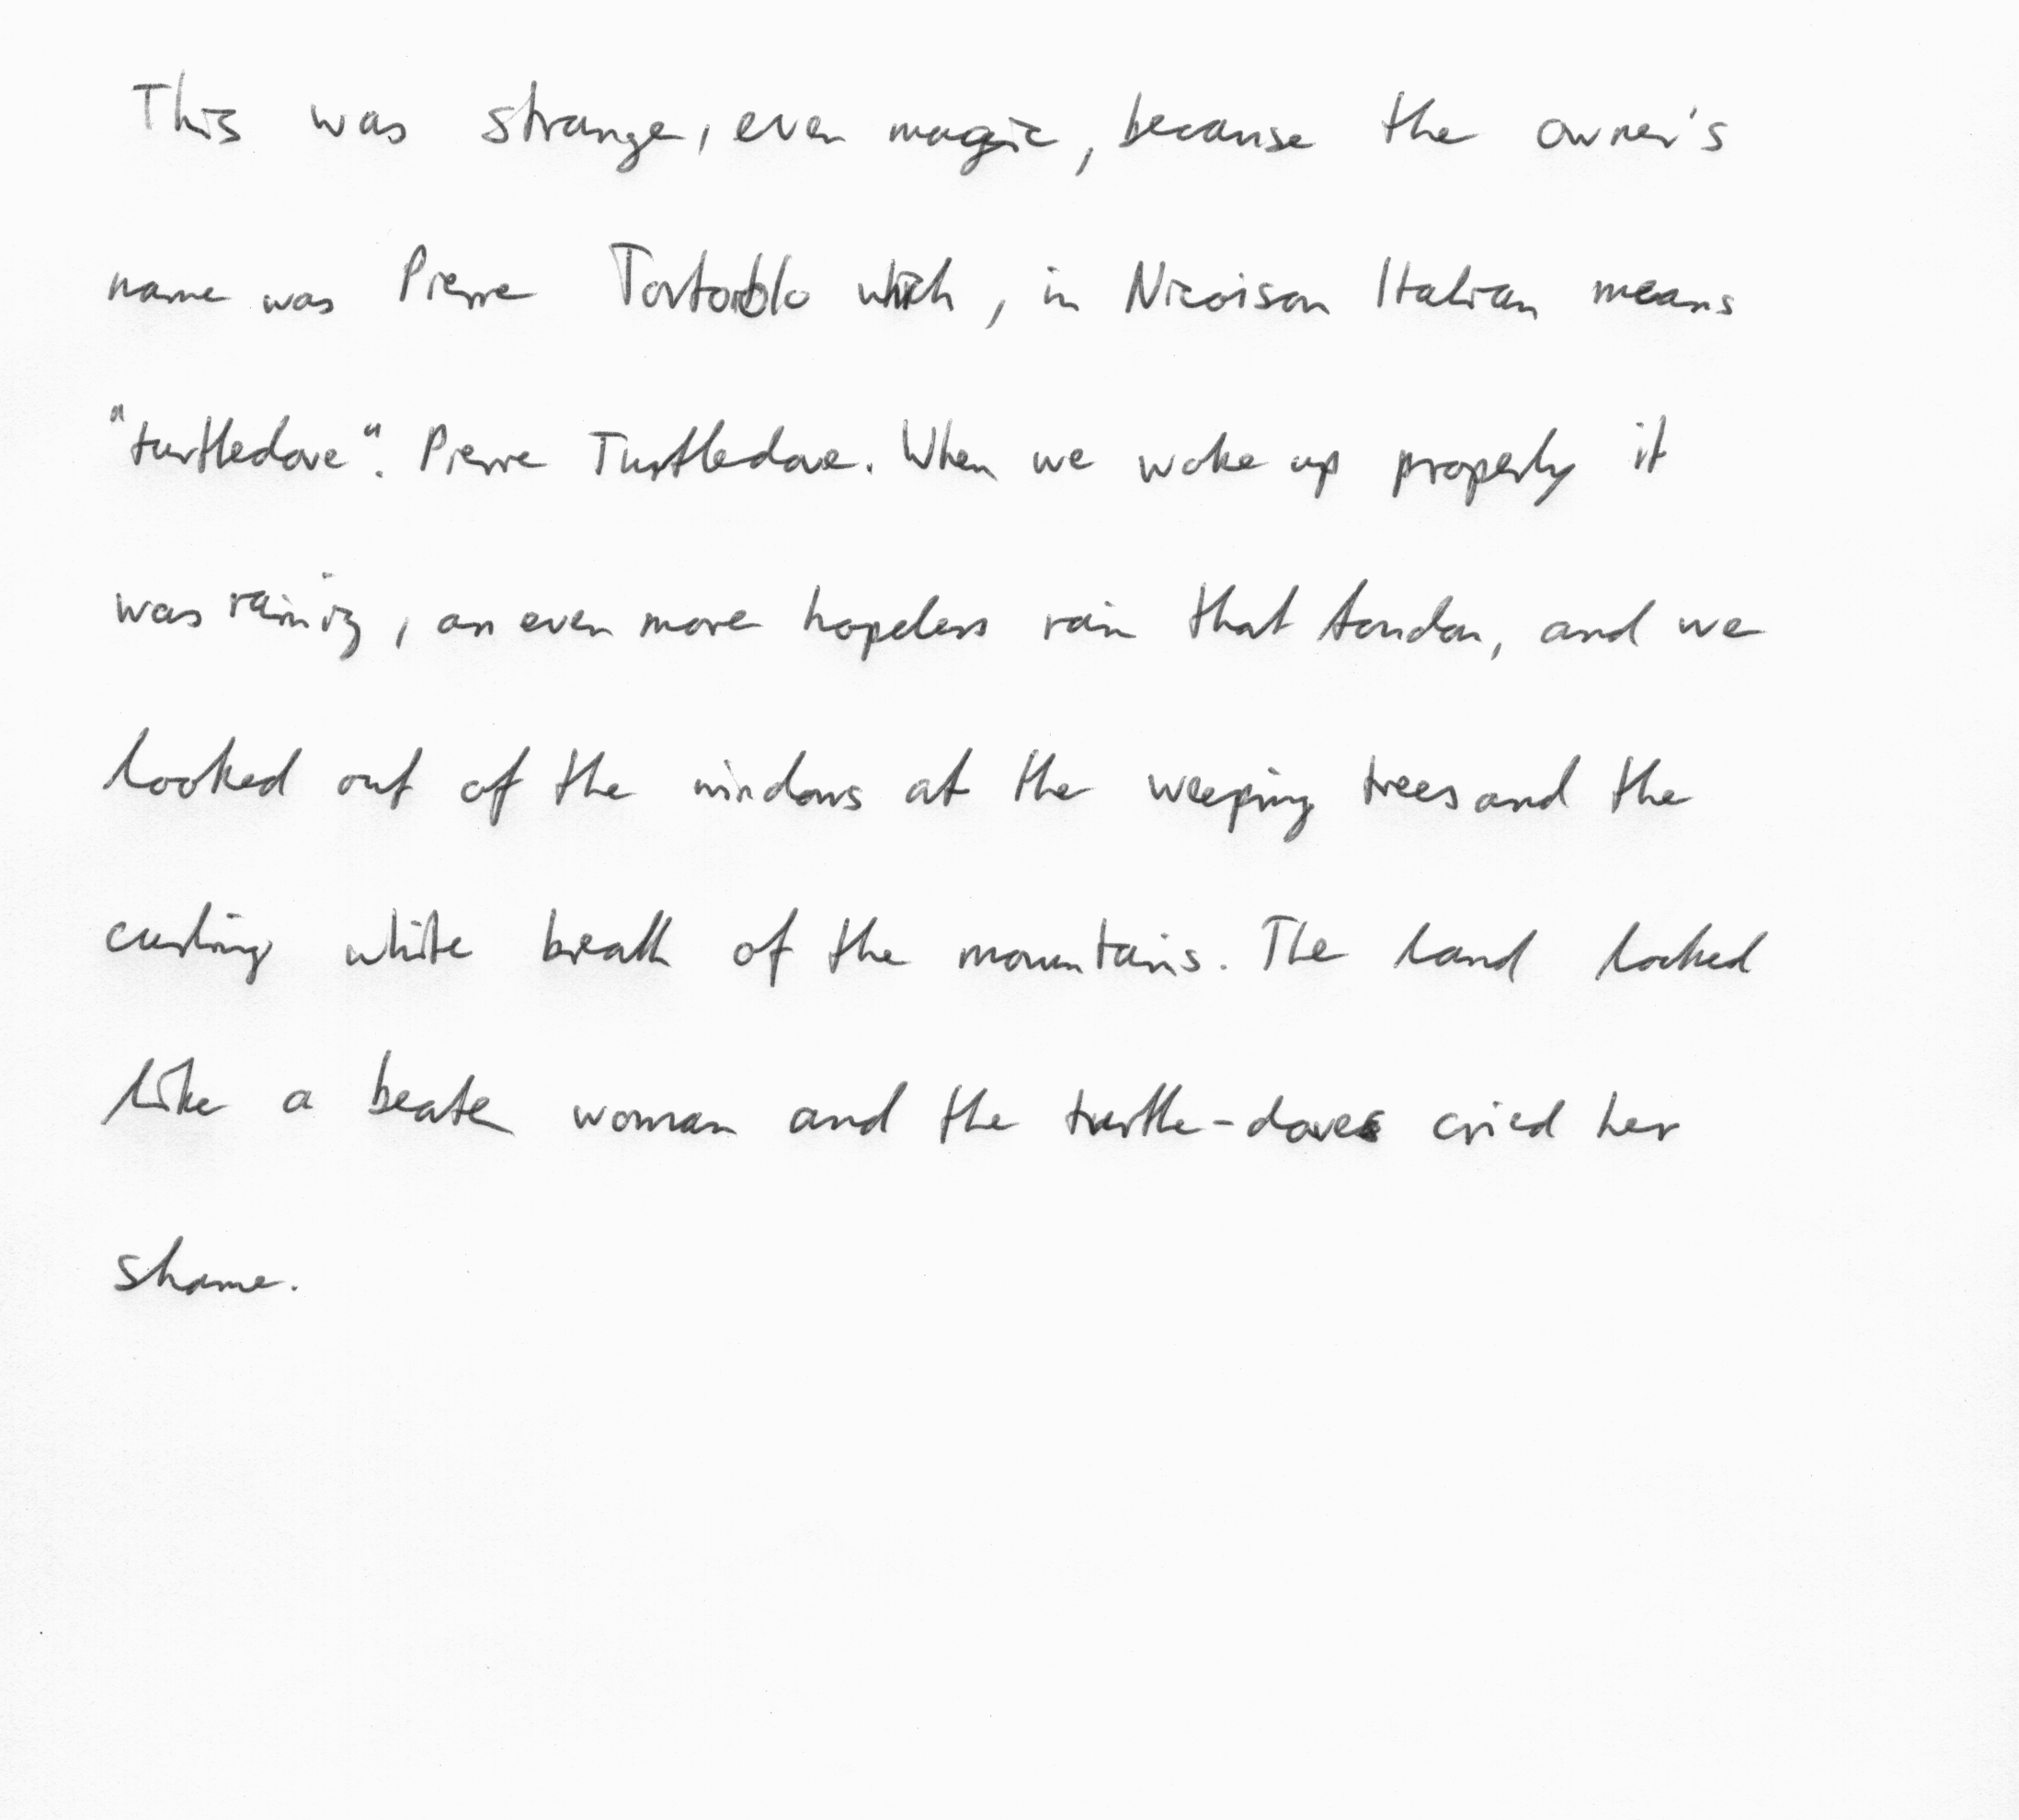 This was strange, even magic, because the owner's
name was Pierre Tortorolo which, in Nicoison Italian means
"turtledove". Pierre Turtledove. When we woke up properly it
was raining, an even more hopeless rain that London, and we
looked out of the windows at the weeping trees and the
curling white breath of the mountains. The land looked
like a beaten woman and the turtle-doves cried her
shame.